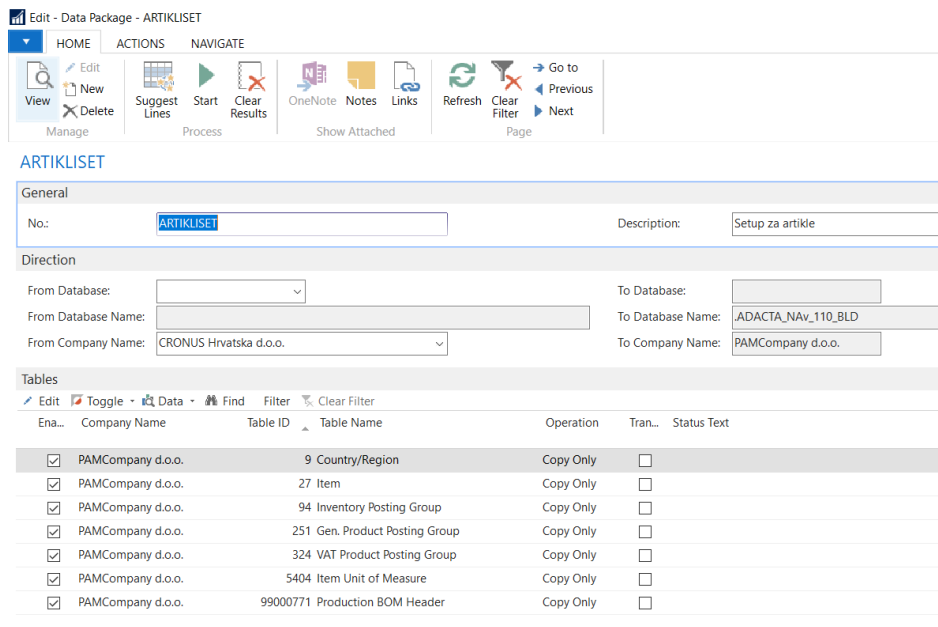 Edit - Data Package - ARTIKLISET
HOME ACTIONS NAVIGATE
View Edit New Delete Suggest Lines Start Clear Results OneNote Notes Links Refresh Clear Filter Go to Previous Next
Manage Process Show Attached Page
ARTIKLISET
General
No.: ARTIKLISET Description: Setup za artikle
Direction
From Database: To Database:
From Database Name: To Database Name: .ADACTA_NAv_110_BLD
From Company Name: CRONUS Hrvatska d.o.o. To Company Name: PAMCompany d.o.o.
Tables
Edit Toggle Data Find Filter Clear Filter
Ena... Company Name Table ID Table Name Operation Tran... Status Text
PAMCompany d.o.o. 9 Country/Region Copy Only
PAMCompany d.o.o. 27 Item Copy Only
PAMCompany d.o.o. 94 Inventory Posting Group Copy Only
PAMCompany d.o.o. 251 Gen. Product Posting Group Copy Only
PAMCompany d.o.o. 324 VAT Product Posting Group Copy Only
PAMCompany d.o.o. 5404 Item Unit of Measure Copy Only
PAMCompany d.o.o. 99000771 Production BOM Header Copy Only